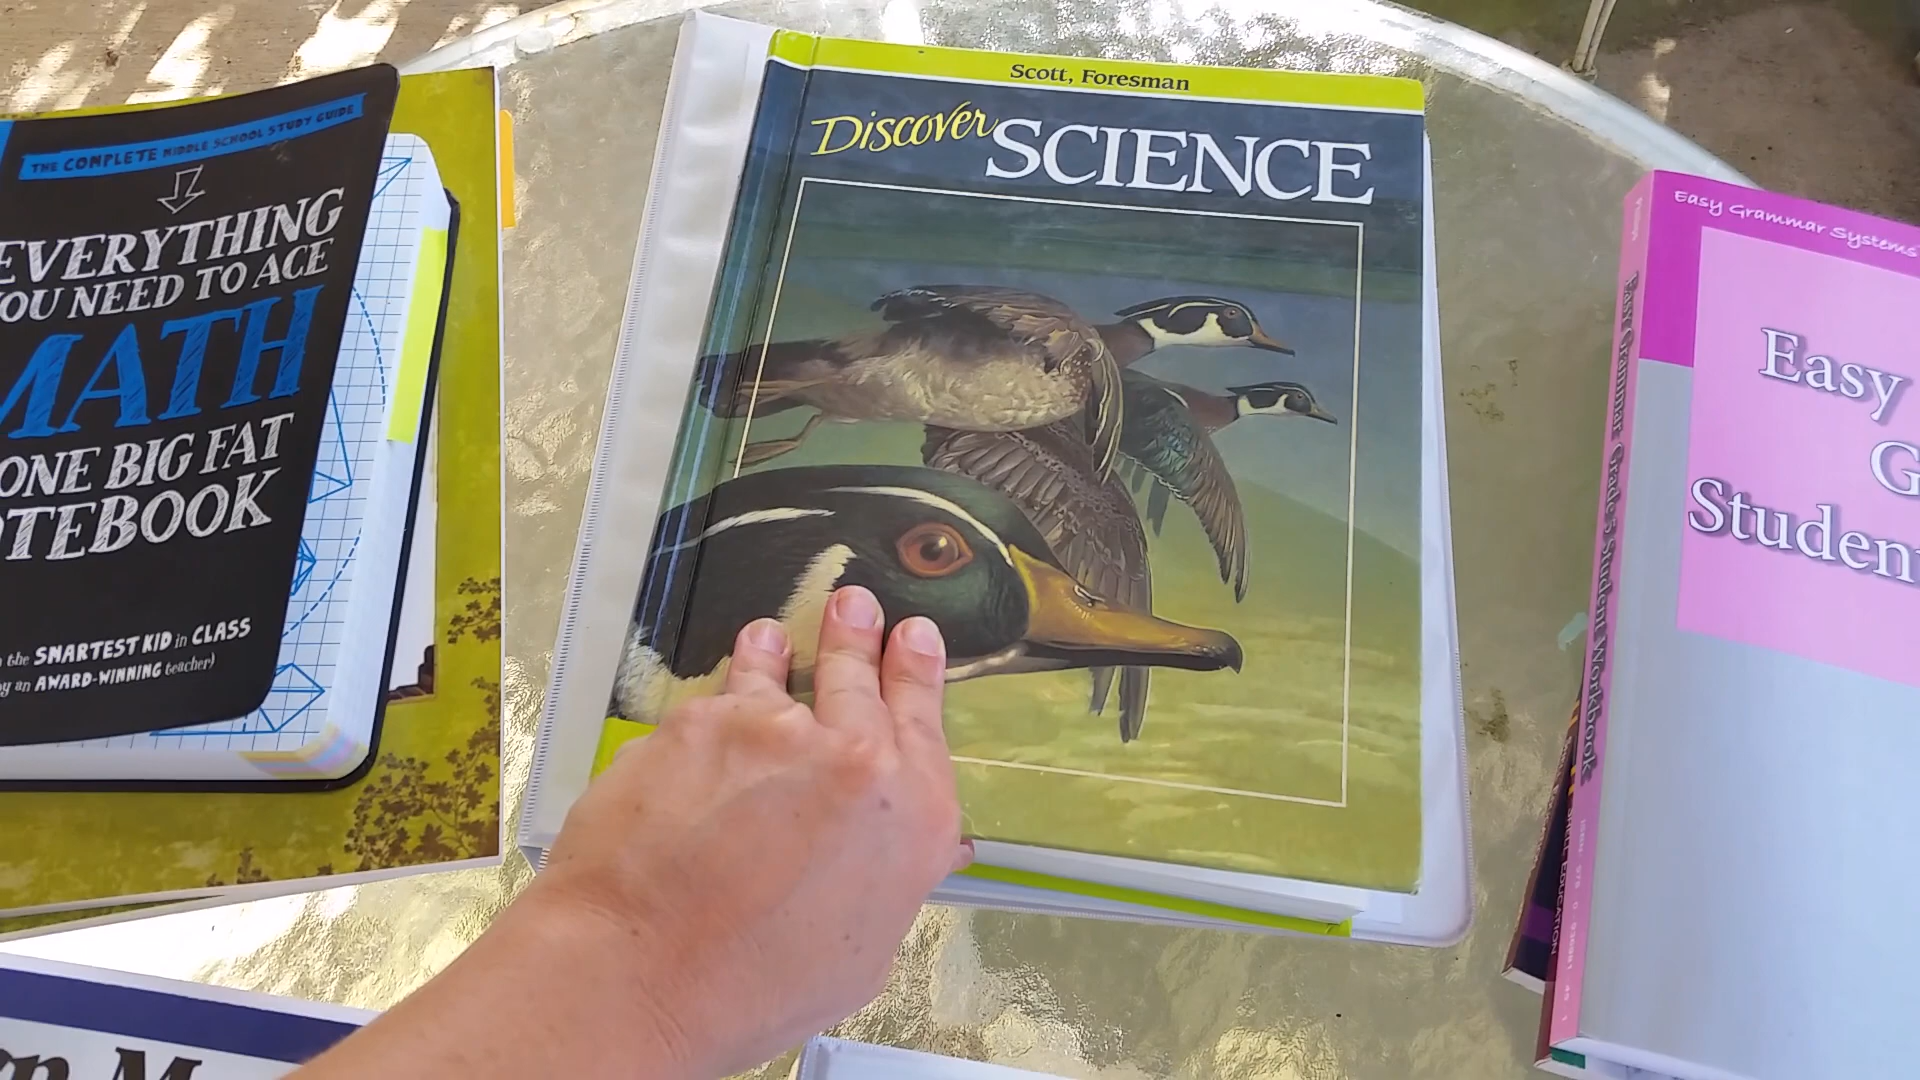 THE COMPLETE MIDDLE SCHOOL STUDY GUIDE
EVERYTHING
YOU NEED TO ACE
MATH
ONE BIG FAT
OTEBOOK
the SMARTEST KID in CLASS
by an AWARD-WINNING teacher)
Scott, Foresman
Discover SCIENCE
Easy Grammar Systems
Easy
G
Studen
Easy Grammar Grade 5 Student Workbook